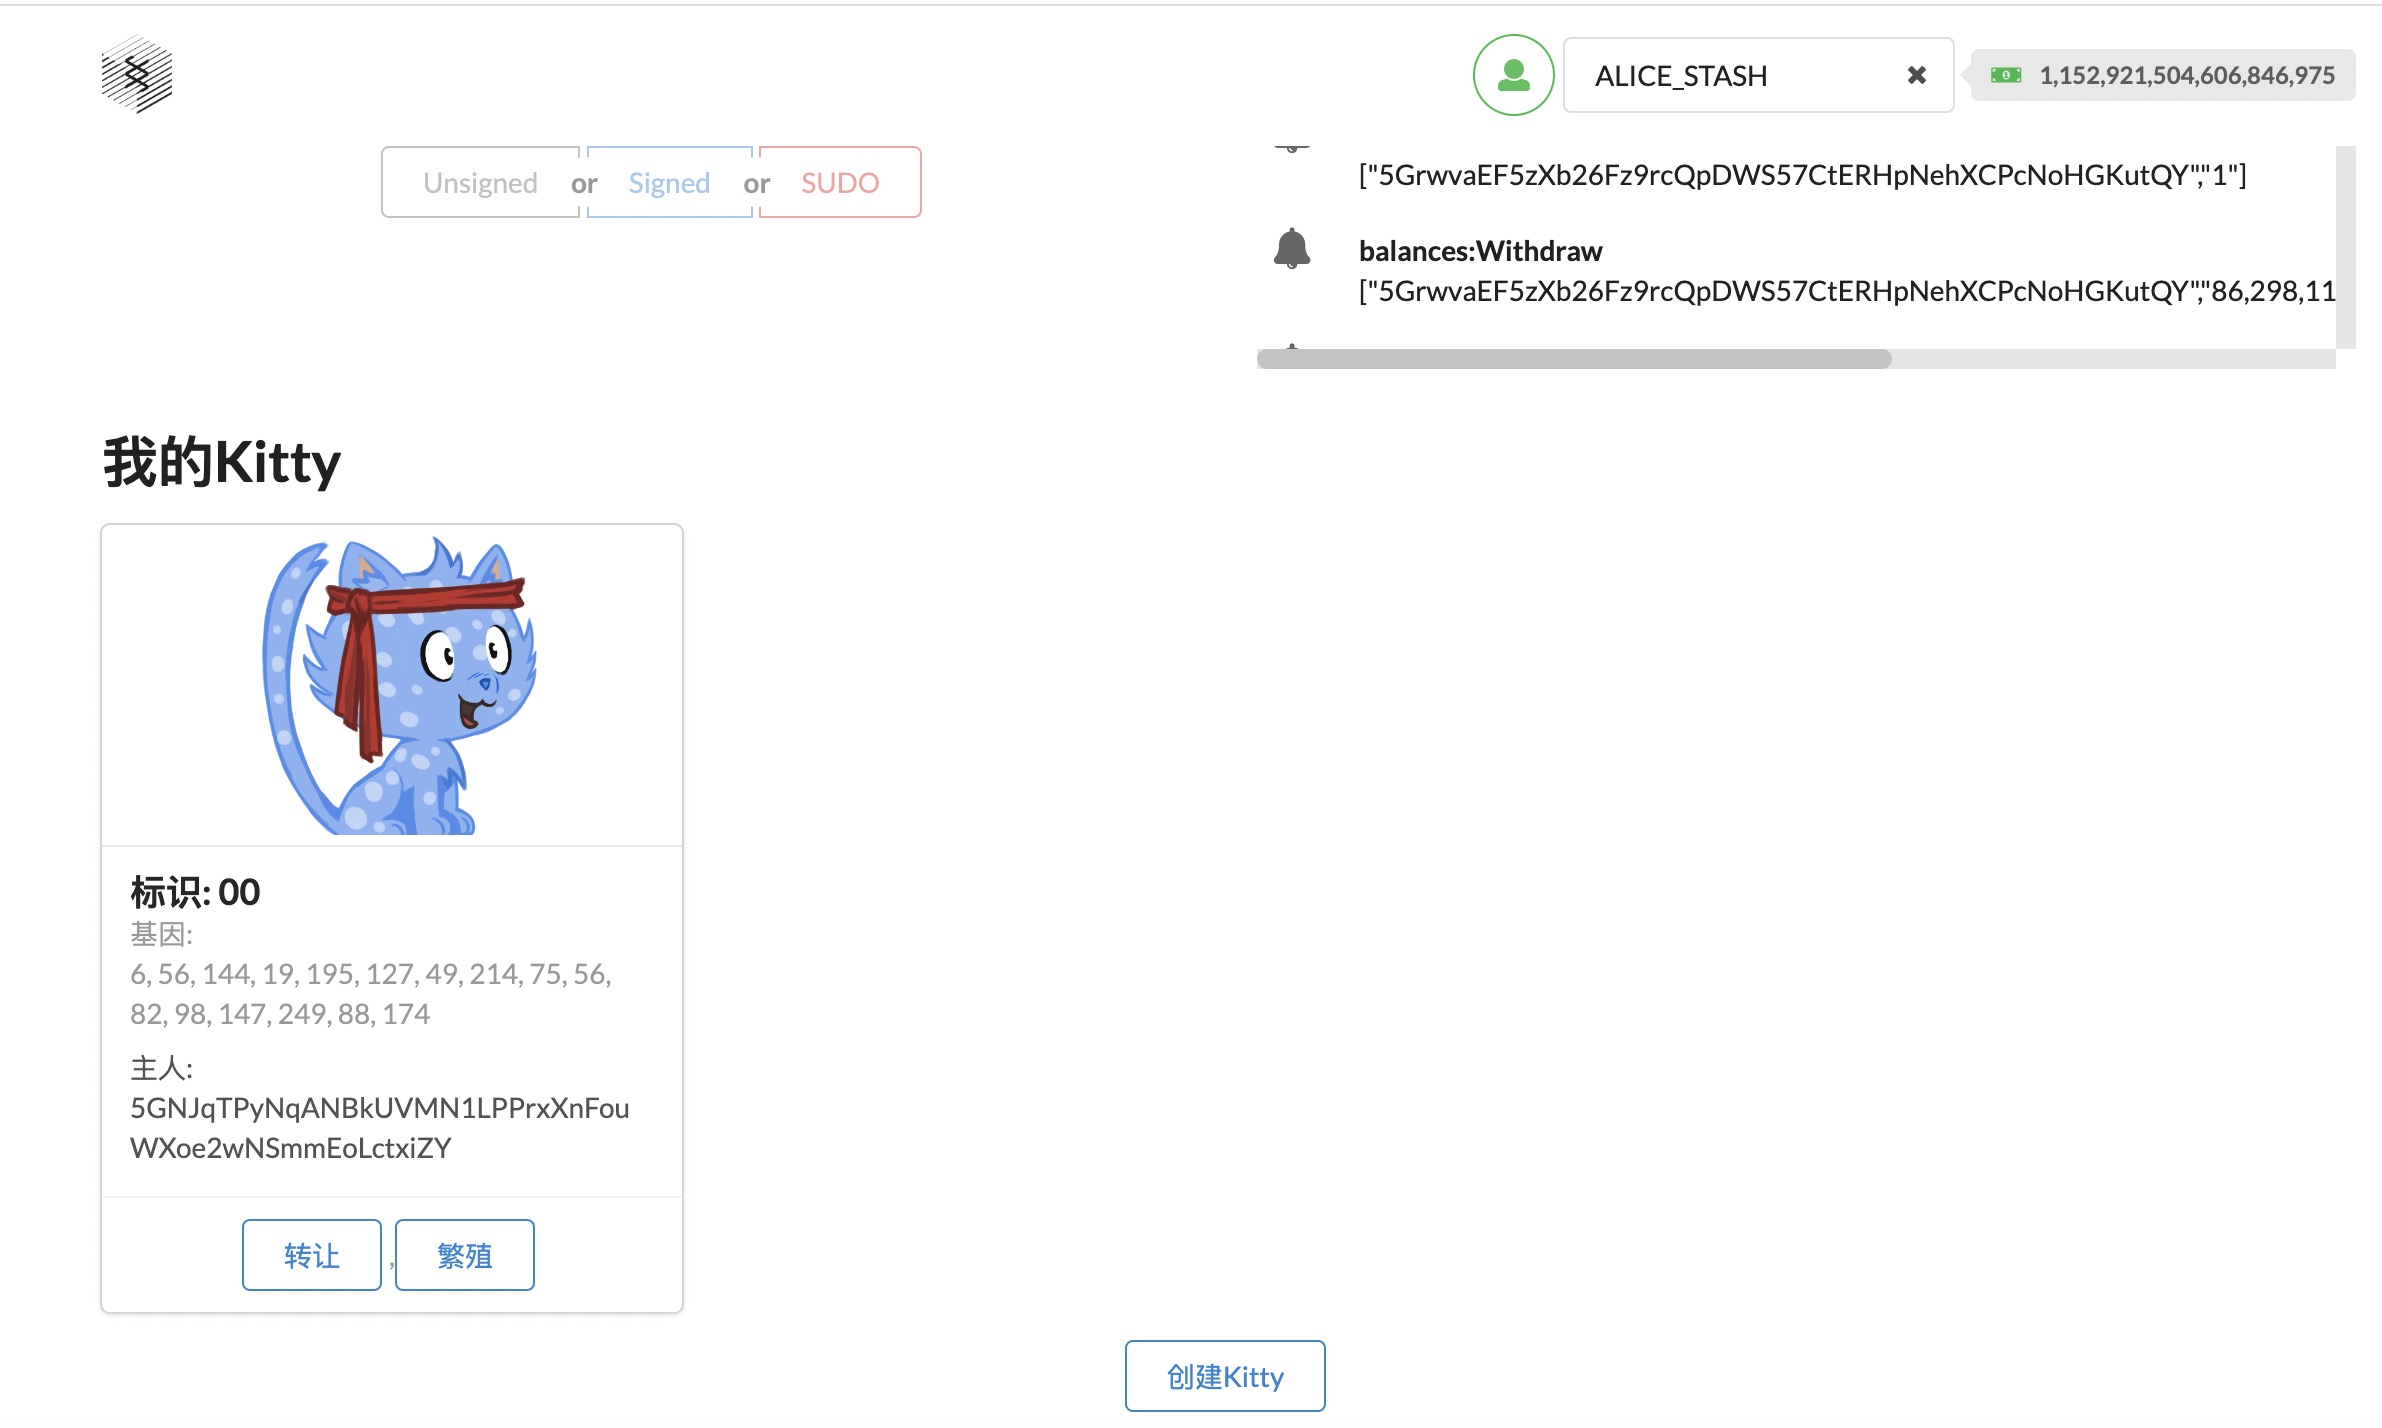 ALICE_STASH
1,152,921,504,606,846,975
Unsigned or Signed or SUDO
["5GrwvaEF5zXb26Fz9rcQpDWS57CtERHpNehXCPcNoHGKutQY","1"]
balances:Withdraw
["5GrwvaEF5zXb26Fz9rcQpDWS57CtERHpNehXCPcNoHGKutQY","86,298,11
我的Kitty
标识: 00
基因:
6, 56, 144, 19, 195, 127, 49, 214, 75, 56,
82, 98, 147, 249, 88, 174
主人:
5GNJqTPyNqANBkUVMN1LPPrxXnFou
WXoe2wNSmmEoLctxiZY
转让 , 繁殖
创建Kitty